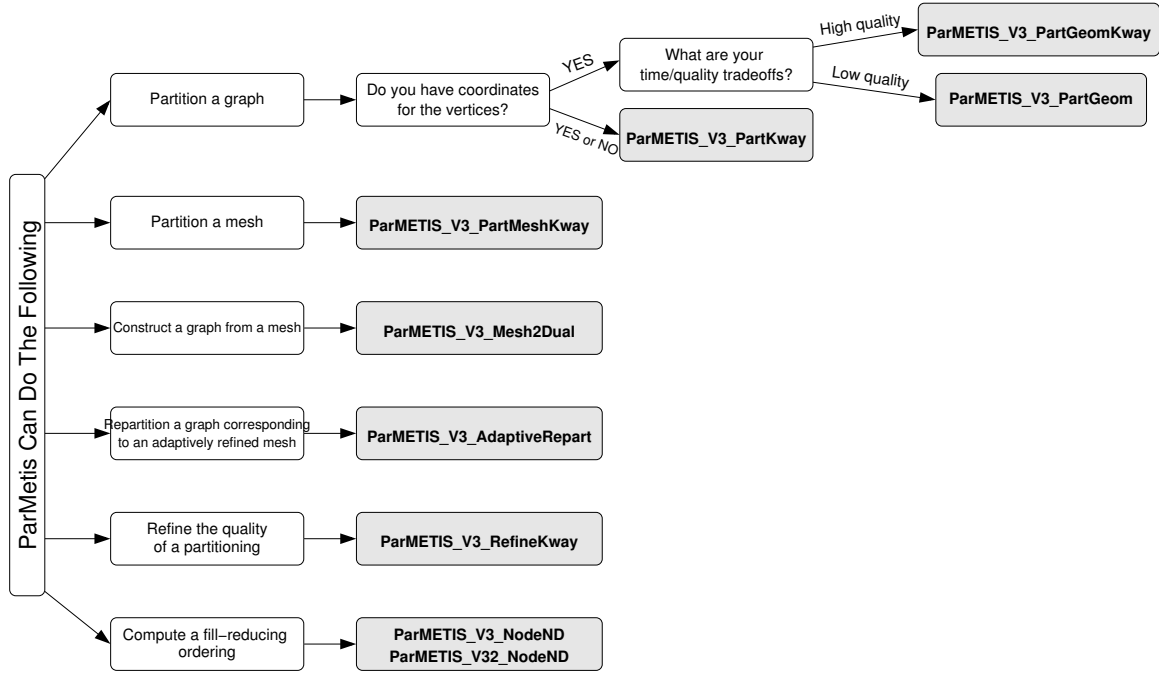 ParMetis Can Do The Following
Partition a graph
Do you have coordinates
for the vertices?
YES
YES or NO
What are your
time/quality tradeoffs?
High quality
Low quality
ParMETIS_V3_PartGeomKway
ParMETIS_V3_PartGeom
ParMETIS_V3_PartKway
Partition a mesh
ParMETIS_V3_PartMeshKway
Construct a graph from a mesh
ParMETIS_V3_Mesh2Dual
Repartition a graph corresponding
to an adaptively refined mesh
ParMETIS_V3_AdaptiveRepart
Refine the quality
of a partitioning
ParMETIS_V3_RefineKway
Compute a fill−reducing
ordering
ParMETIS_V3_NodeND
ParMETIS_V32_NodeND